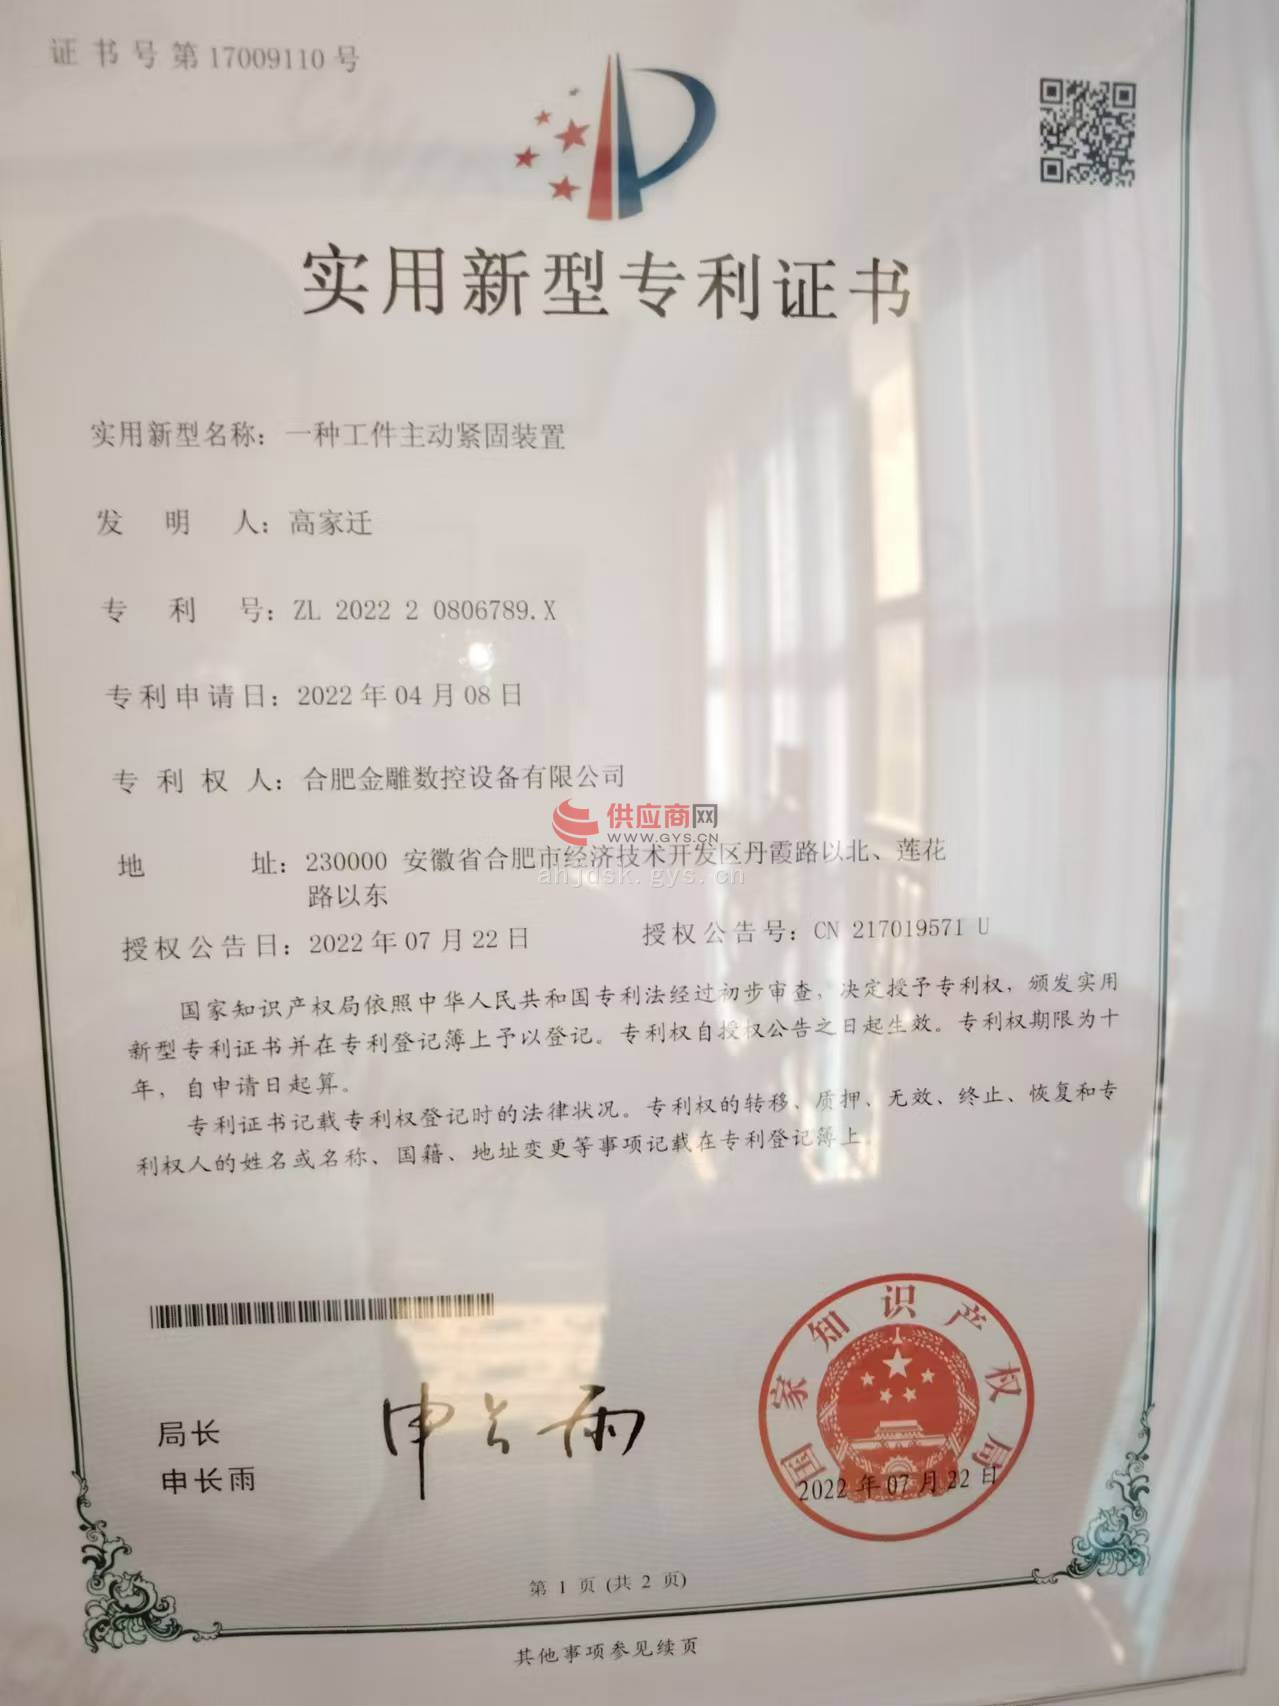 证书号第17009110号
实用新型专利证书
实用新型名称：一种工件主动紧固装置
发明人：高家迁
专利号：ZL 2022 2 0806789.X
专利申请日：2022年04月08日
专利权人：合肥金雕数控设备有限公司
供应商网
WWW.GYS.CN
地址：230000 安徽省合肥市经济技术开发区丹霞路以北、莲花
ahjdsk.gys.cn
路以东
授权公告日：2022年07月22日 授权公告号：CN 217019571 U
国家知识产权局依照中华人民共和国专利法经过初步审查，决定授予专利权，颁发实用
新型专利证书并在专利登记簿上予以登记。专利权自授权公告之日起生效。专利权期限为十
年，自申请日起算。
专利证书记载专利权登记时的法律状况。专利权的转移、质押、无效、终止、恢复和专
利权人的姓名或名称、国籍、地址变更等事项记载在专利登记簿上。
局长
申长雨
申长雨
国家知识产权局
2022年07月22日
第 1 页 (共 2 页)
其他事项参见续页